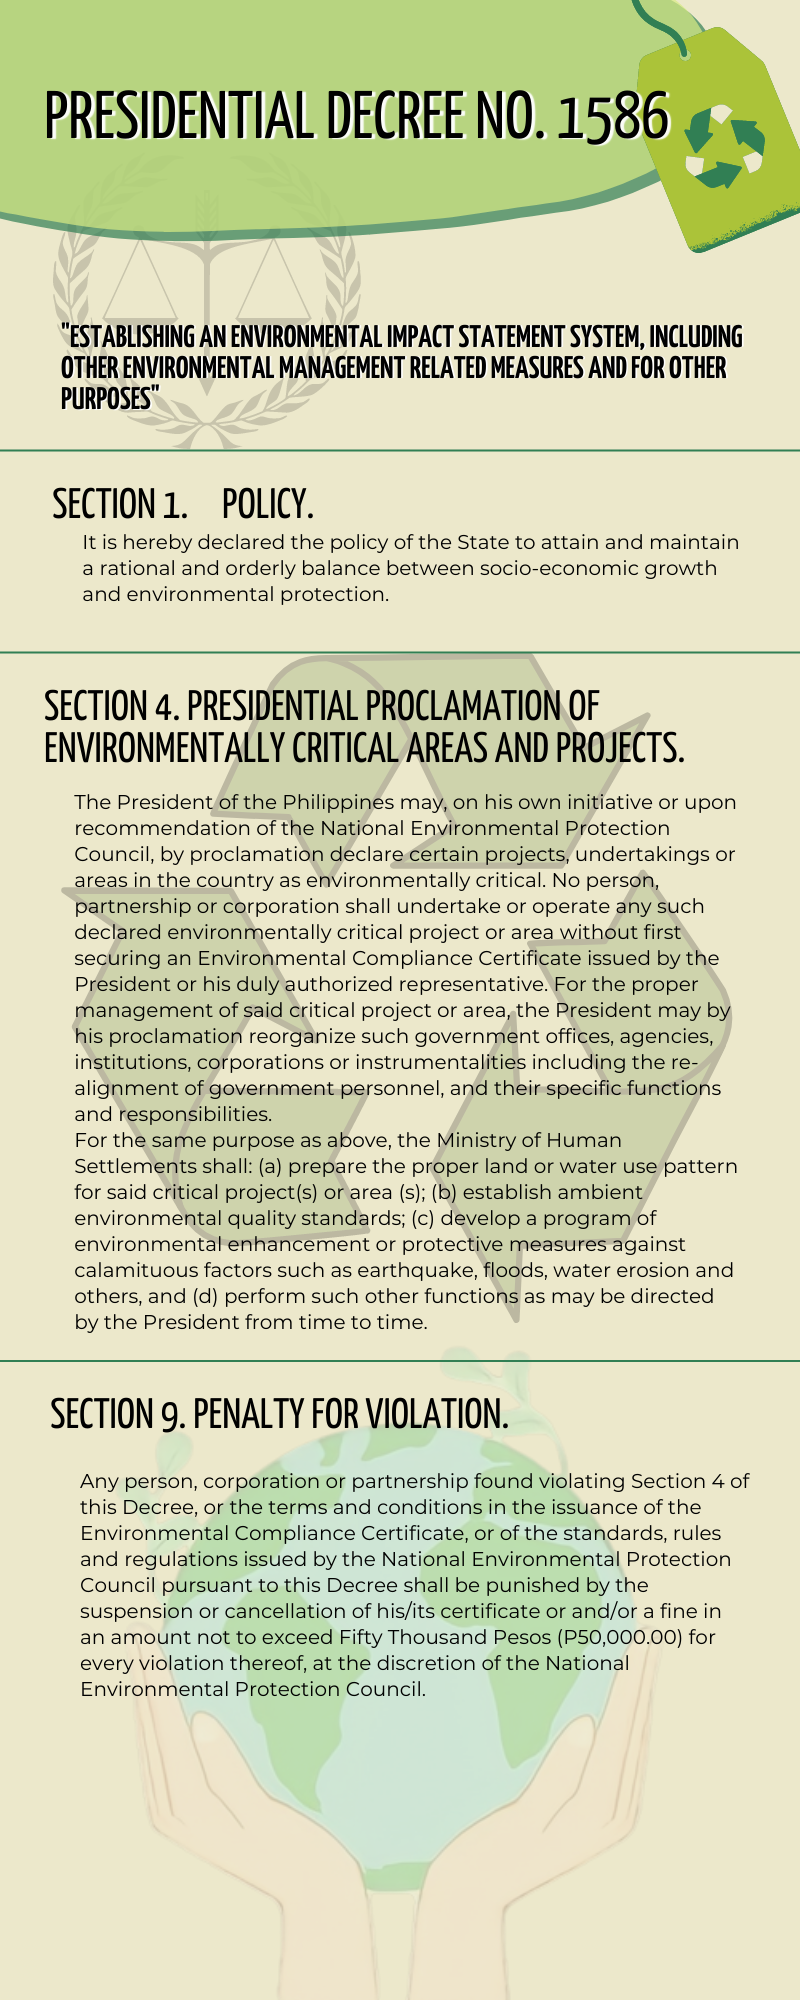 PRESIDENTIAL DECREE NO. 1586
"ESTABLISHING AN ENVIRONMENTAL IMPACT STATEMENT SYSTEM, INCLUDING
OTHER ENVIRONMENTAL MANAGEMENT RELATED MEASURES AND FOR OTHER
PURPOSES"
SECTION 1. POLICY.
It is hereby declared the policy of the State to attain and maintain
a rational and orderly balance between socio-economic growth
and environmental protection.
SECTION 4. PRESIDENTIAL PROCLAMATION OF
ENVIRONMENTALLY CRITICAL AREAS AND PROJECTS.
The President of the Philippines may, on his own initiative or upon
recommendation of the National Environmental Protection
Council, by proclamation declare certain projects, undertakings or
areas in the country as environmentally critical. No person,
partnership or corporation shall undertake or operate any such
declared environmentally critical project or area without first
securing an Environmental Compliance Certificate issued by the
President or his duly authorized representative. For the proper
management of said critical project or area, the President may by
his proclamation reorganize such government offices, agencies,
institutions, corporations or instrumentalities including the re-
alignment of government personnel, and their specific functions
and responsibilities.
For the same purpose as above, the Ministry of Human
Settlements shall: (a) prepare the proper land or water use pattern
for said critical project(s) or area (s); (b) establish ambient
environmental quality standards; (c) develop a program of
environmental enhancement or protective measures against
calamituous factors such as earthquake, floods, water erosion and
others, and (d) perform such other functions as may be directed
by the President from time to time.
SECTION 9. PENALTY FOR VIOLATION.
Any person, corporation or partnership found violating Section 4 of
this Decree, or the terms and conditions in the issuance of the
Environmental Compliance Certificate, or of the standards, rules
and regulations issued by the National Environmental Protection
Council pursuant to this Decree shall be punished by the
suspension or cancellation of his/its certificate or and/or a fine in
an amount not to exceed Fifty Thousand Pesos (P50,000.00) for
every violation thereof, at the discretion of the National
Environmental Protection Council.